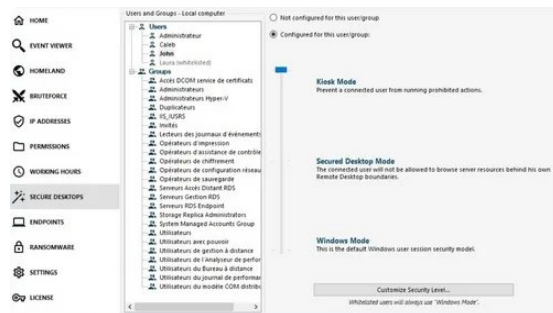 HOME
EVENT VIEWER
HOMELAND
BRUTEFORCE
IP ADDRESSES
PERMISSIONS
WORKING HOURS
SECURE DESKTOPS
ENDPOINTS
RANSOMWARE
SETTINGS
LICENSE
Users and Groups - Local computer
Users
Administrateur
Caleb
John
Laura (whitelisted)
Groups
Accès DCOM service de certificats
Administrateurs
Administrateurs Hyper-V
Duplicateurs
IIS_IUSRS
Invités
Lecteurs des journaux d'événements
Opérateurs d'impression
Opérateurs d'assistance de contrôle
Opérateurs de chiffrement
Opérateurs de configuration réseau
Opérateurs de sauvegarde
Serveurs Accès Distant RDS
Serveurs Gestion RDS
Serveurs RDS Endpoint
Storage Replica Administrators
System Managed Accounts Group
Utilisateurs
Utilisateurs avec pouvoir
Utilisateurs de gestion à distance
Utilisateurs de l'Analyseur de perfor
Utilisateurs du Bureau à distance
Utilisateurs du journal de performan
Utilisateurs du modèle COM distribu
Not configured for this user/group
Configured for this user/group:
Kiosk Mode
Prevent a connected user from running prohibited actions.
Secured Desktop Mode
The connected user will not be allowed to browse server resources behind his own
Remote Desktop boundaries.
Windows Mode
This is the default Windows user session security model.
Customize Security Level...
Whitelisted users will always use "Windows Mode".